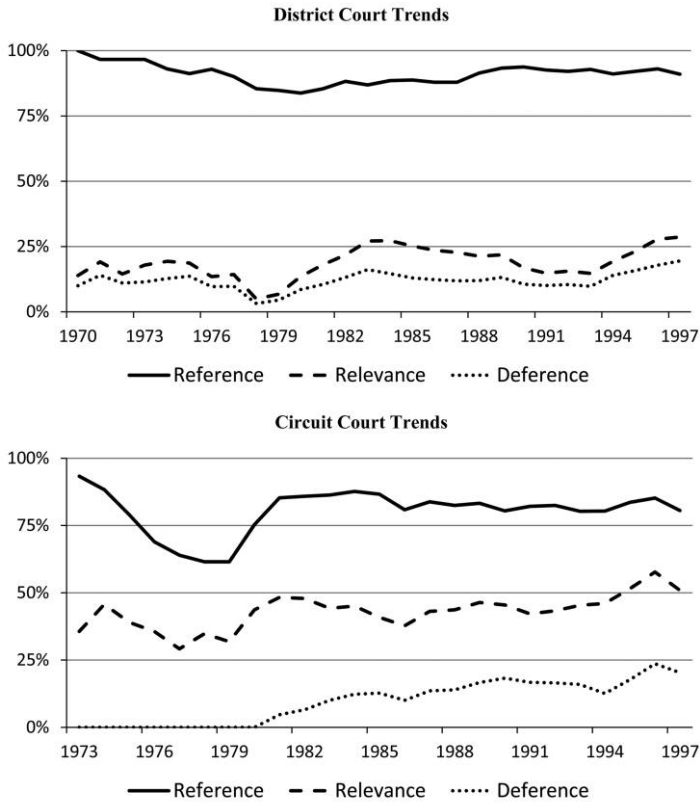 District Court Trends
100%
75%
50%
25%
0%
1970 1973 1976 1979 1982 1985 1988 1991 1994 1997
Reference Relevance Deference
Circuit Court Trends
100%
75%
50%
25%
0%
1973 1976 1979 1982 1985 1988 1991 1994 1997
Reference Relevance Deference